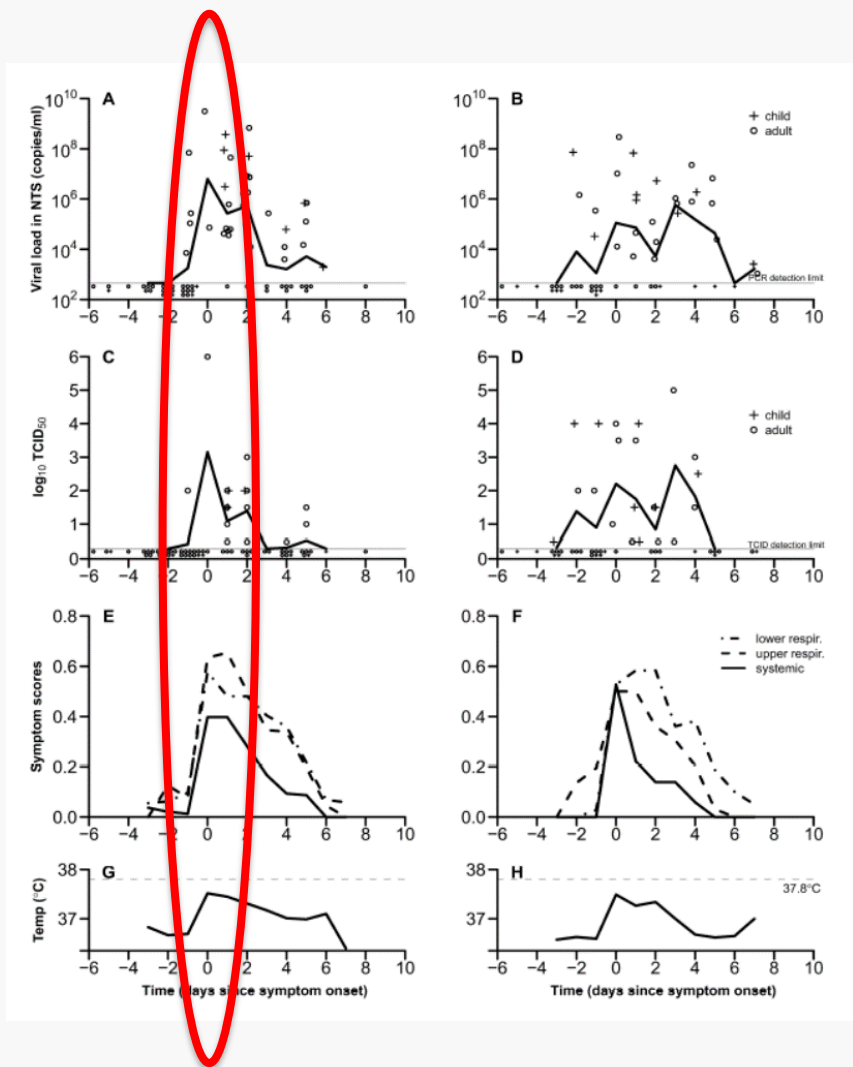 A
B
Viral load in NTS (copies/ml)
10^10
10^8
10^6
10^4
10^2
−6 −4 −2 0 2 4 6 8 10
10^10
10^8
10^6
10^4
10^2
+ child
o adult
PCR detection limit
−6 −4 −2 0 2 4 6 8 10
C
D
log10 TCID50
6
5
4
3
2
1
0
−6 −4 −2 0 2 4 6 8 10
6
5
4
3
2
1
0
+ child
o adult
TCID detection limit
−6 −4 −2 0 2 4 6 8 10
E
F
Symptom scores
0.8
0.6
0.4
0.2
0.0
−6 −4 −2 0 2 4 6 8 10
0.8
0.6
0.4
0.2
0.0
lower respir.
upper respir.
systemic
−6 −4 −2 0 2 4 6 8 10
G
H
Temp (°C)
38
37
−6 −4 −2 0 2 4 6 8 10
Time (days since symptom onset)
38
37
37.8°C
−6 −4 −2 0 2 4 6 8 10
Time (days since symptom onset)